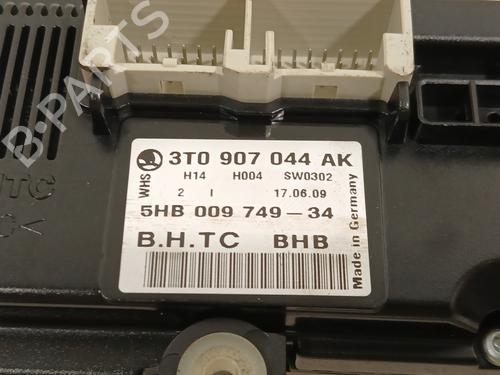 B-PARTS
WHS
3T0 907 044 AK
H14 H004 SW0302
2 I 17.06.09
5HB 009 749-34
B.H.TC BHB
Made in Germany